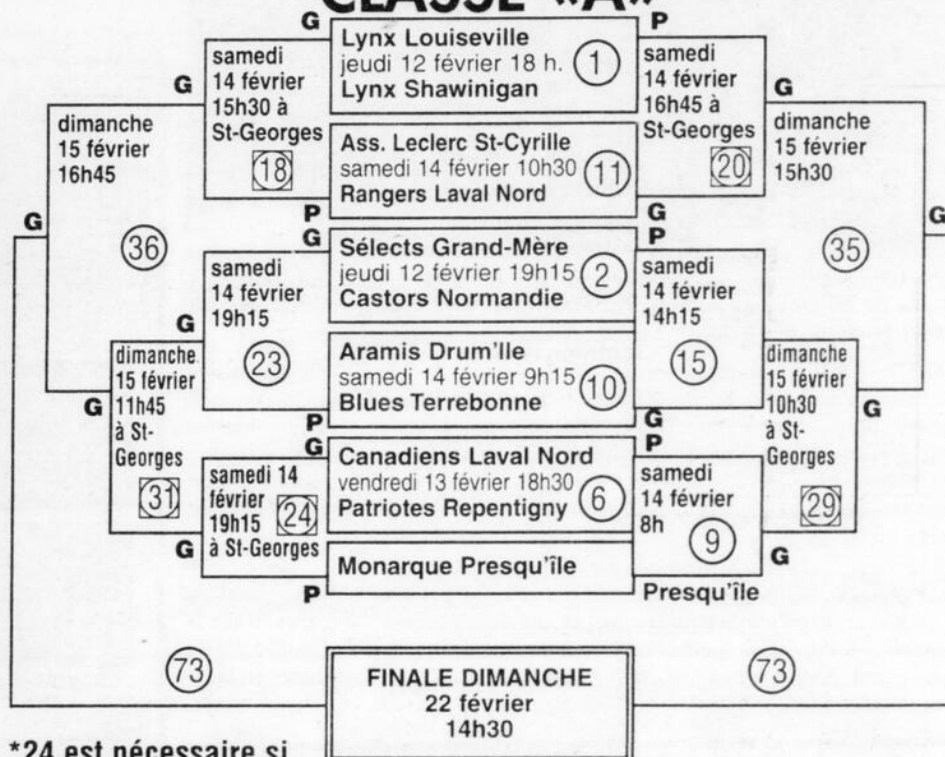 CLASSE «A»
G
P
Lynx Louiseville
jeudi 12 février 18 h.
Lynx Shawinigan
1
samedi
14 février
15h30 à
St-Georges
18
G
P
samedi
14 février
16h45 à
St-Georges
20
G
G
Ass. Leclerc St-Cyrille
samedi 14 février 10h30
Rangers Laval Nord
11
dimanche
15 février
16h45
36
G
dimanche
15 février
15h30
35
G
G
P
Sélects Grand-Mère
jeudi 12 février 19h15
Castors Normandie
2
samedi
14 février
19h15
23
G
P
samedi
14 février
14h15
15
G
Aramis Drum'lle
samedi 14 février 9h15
Blues Terrebonne
10
dimanche
15 février
11h45
à St-
Georges
31
G
dimanche
15 février
10h30
à St-
Georges
29
G
G
P
Canadiens Laval Nord
vendredi 13 février 18h30
Patriotes Repentigny
6
samedi 14
février
19h15
à St-Georges
24
G
P
samedi
14 février
8h
9
G
Presqu'île
Monarque Presqu'île
73
FINALE DIMANCHE
22 février
14h30
73
*24 est nécessaire si